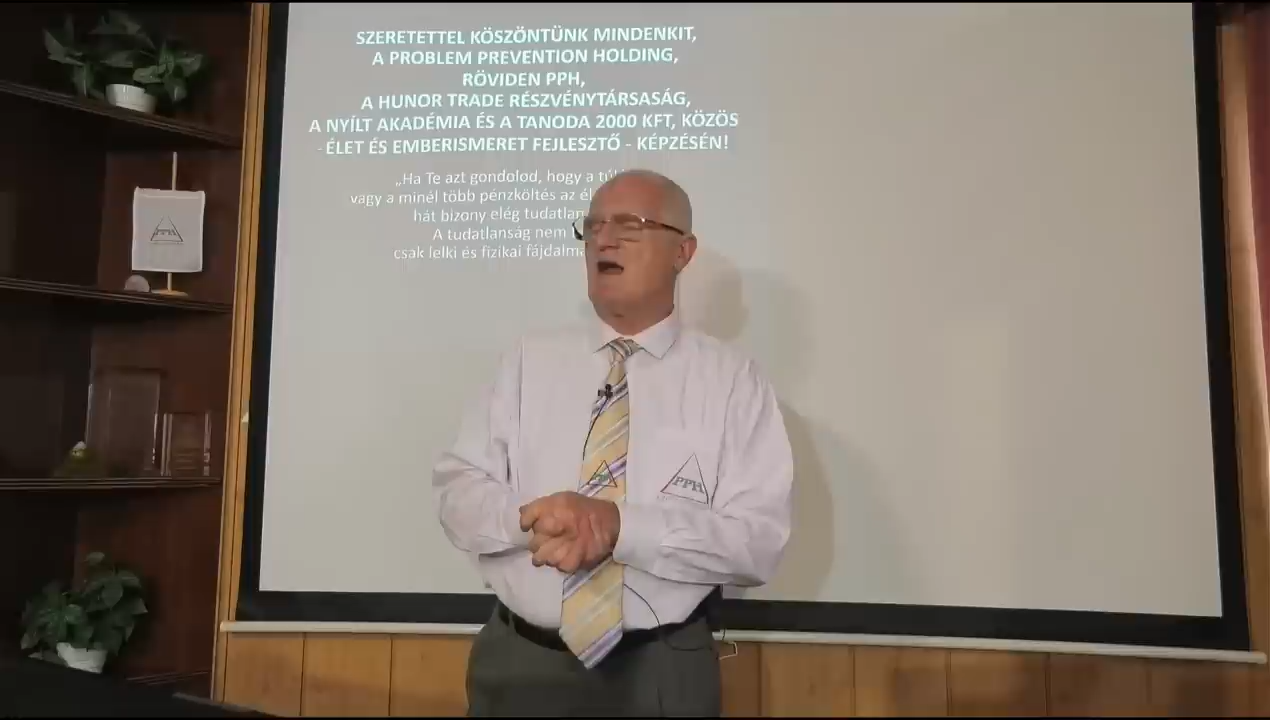 SZERETETTEL KÖSZÖNTÜNK MINDENKIT,
A PROBLEM PREVENTION HOLDING,
RÖVIDEN PPH,
A HUNOR TRADE RÉSZVÉNYTÁRSASÁG,
A NYÍLT AKADÉMIA ÉS A TANODA 2000 KFT, KÖZÖS
- ÉLET ÉS EMBERISMERET FEJLESZTŐ - KÉPZÉSÉN!
„Ha Te azt gondolod, hogy a
vagy a minél több pénzköltés az
hát bizony elég
A tudatlanság nem
csak lelki és fizikai
PPH
PPH